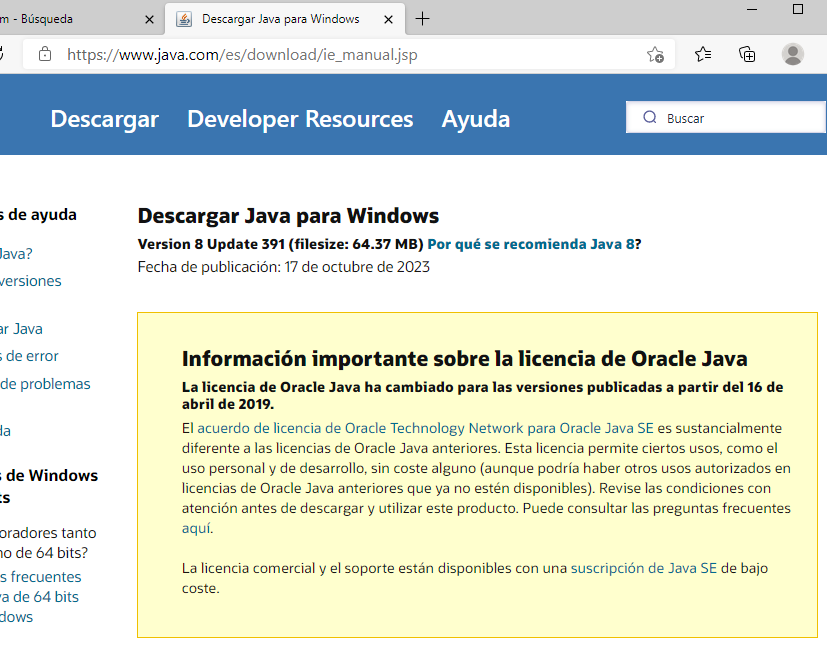 m - Búsqueda
Descargar Java para Windows
https://www.java.com/es/download/ie_manual.jsp
Descargar Developer Resources Ayuda
Buscar
s de ayuda
Java?
versiones
ar Java
s de error
de problemas
da
s de Windows
ts
oradores tanto
no de 64 bits?
s frecuentes
va de 64 bits
dows
Descargar Java para Windows
Version 8 Update 391 (filesize: 64.37 MB) Por qué se recomienda Java 8?
Fecha de publicación: 17 de octubre de 2023
Información importante sobre la licencia de Oracle Java
La licencia de Oracle Java ha cambiado para las versiones publicadas a partir del 16 de
abril de 2019.
El acuerdo de licencia de Oracle Technology Network para Oracle Java SE es sustancialmente
diferente a las licencias de Oracle Java anteriores. Esta licencia permite ciertos usos, como el
uso personal y de desarrollo, sin coste alguno (aunque podría haber otros usos autorizados en
licencias de Oracle Java anteriores que ya no estén disponibles). Revise las condiciones con
atención antes de descargar y utilizar este producto. Puede consultar las preguntas frecuentes
aquí.
La licencia comercial y el soporte están disponibles con una suscripción de Java SE de bajo
coste.